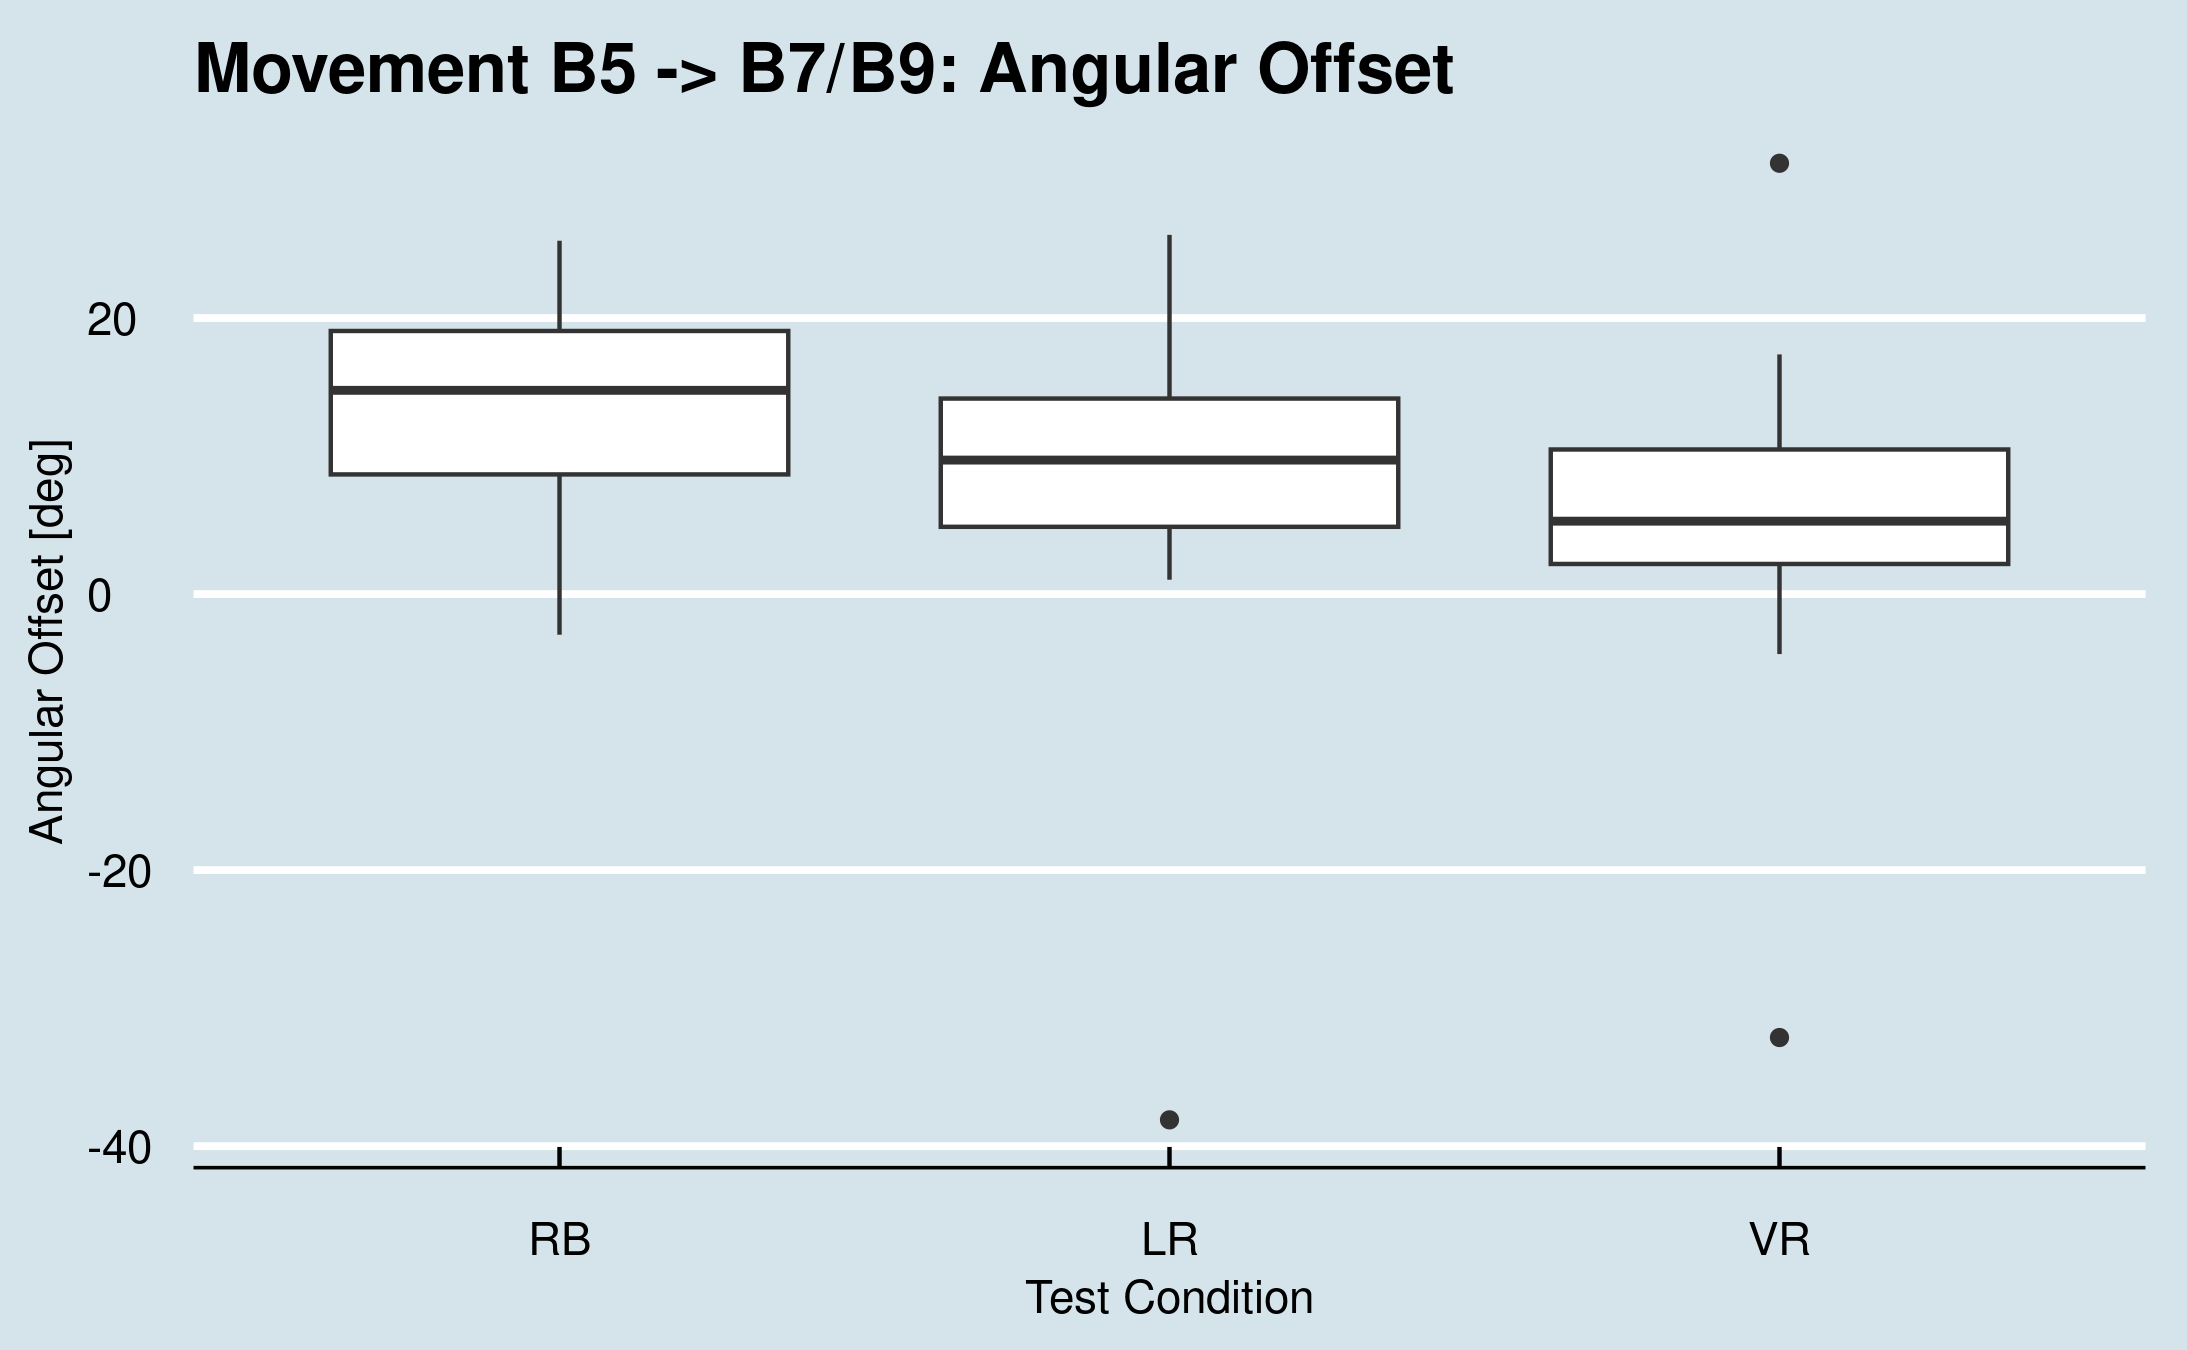 Movement B5 -> B7/B9: Angular Offset
Angular Offset [deg]
20
0
-20
-40
RB
LR
VR
Test Condition